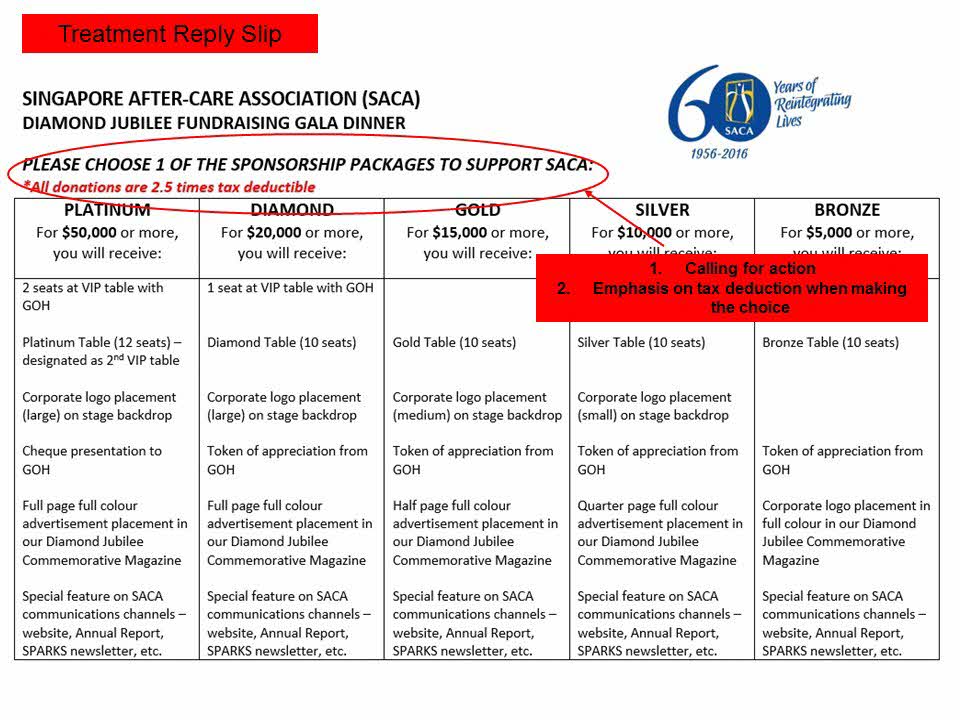 Treatment Reply Slip
SINGAPORE AFTER-CARE ASSOCIATION (SACA)
DIAMOND JUBILEE FUNDRAISING GALA DINNER
60
SACA
Years of
Reintegrating
Lives
1956-2016
PLEASE CHOOSE 1 OF THE SPONSORSHIP PACKAGES TO SUPPORT SACA:
*All donations are 2.5 times tax deductible
PLATINUM
For $50,000 or more,
you will receive:
2 seats at VIP table with
GOH
Platinum Table (12 seats) –
designated as 2nd VIP table
Corporate logo placement
(large) on stage backdrop
Cheque presentation to
GOH
Full page full colour
advertisement placement in
our Diamond Jubilee
Commemorative Magazine
Special feature on SACA
communications channels –
website, Annual Report,
SPARKS newsletter, etc.
DIAMOND
For $20,000 or more,
you will receive:
1 seat at VIP table with GOH
Diamond Table (10 seats)
Corporate logo placement
(large) on stage backdrop
Token of appreciation from
GOH
Full page full colour
advertisement placement in
our Diamond Jubilee
Commemorative Magazine
Special feature on SACA
communications channels –
website, Annual Report,
SPARKS newsletter, etc.
GOLD
For $15,000 or more,
you will receive:
Gold Table (10 seats)
Corporate logo placement
(medium) on stage backdrop
Token of appreciation from
GOH
Half page full colour
advertisement placement in
our Diamond Jubilee
Commemorative Magazine
Special feature on SACA
communications channels –
website, Annual Report,
SPARKS newsletter, etc.
SILVER
For $10,000 or more,
you will receive:
Silver Table (10 seats)
Corporate logo placement
(small) on stage backdrop
Token of appreciation from
GOH
Quarter page full colour
advertisement placement in
our Diamond Jubilee
Commemorative Magazine
Special feature on SACA
communications channels –
website, Annual Report,
SPARKS newsletter, etc.
BRONZE
For $5,000 or more,
you will receive:
Bronze Table (10 seats)
Token of appreciation from
GOH
Corporate logo placement in
full colour in our Diamond
Jubilee Commemorative
Magazine
Special feature on SACA
communications channels –
website, Annual Report,
SPARKS newsletter, etc.
1. Calling for action
2. Emphasis on tax deduction when making
the choice